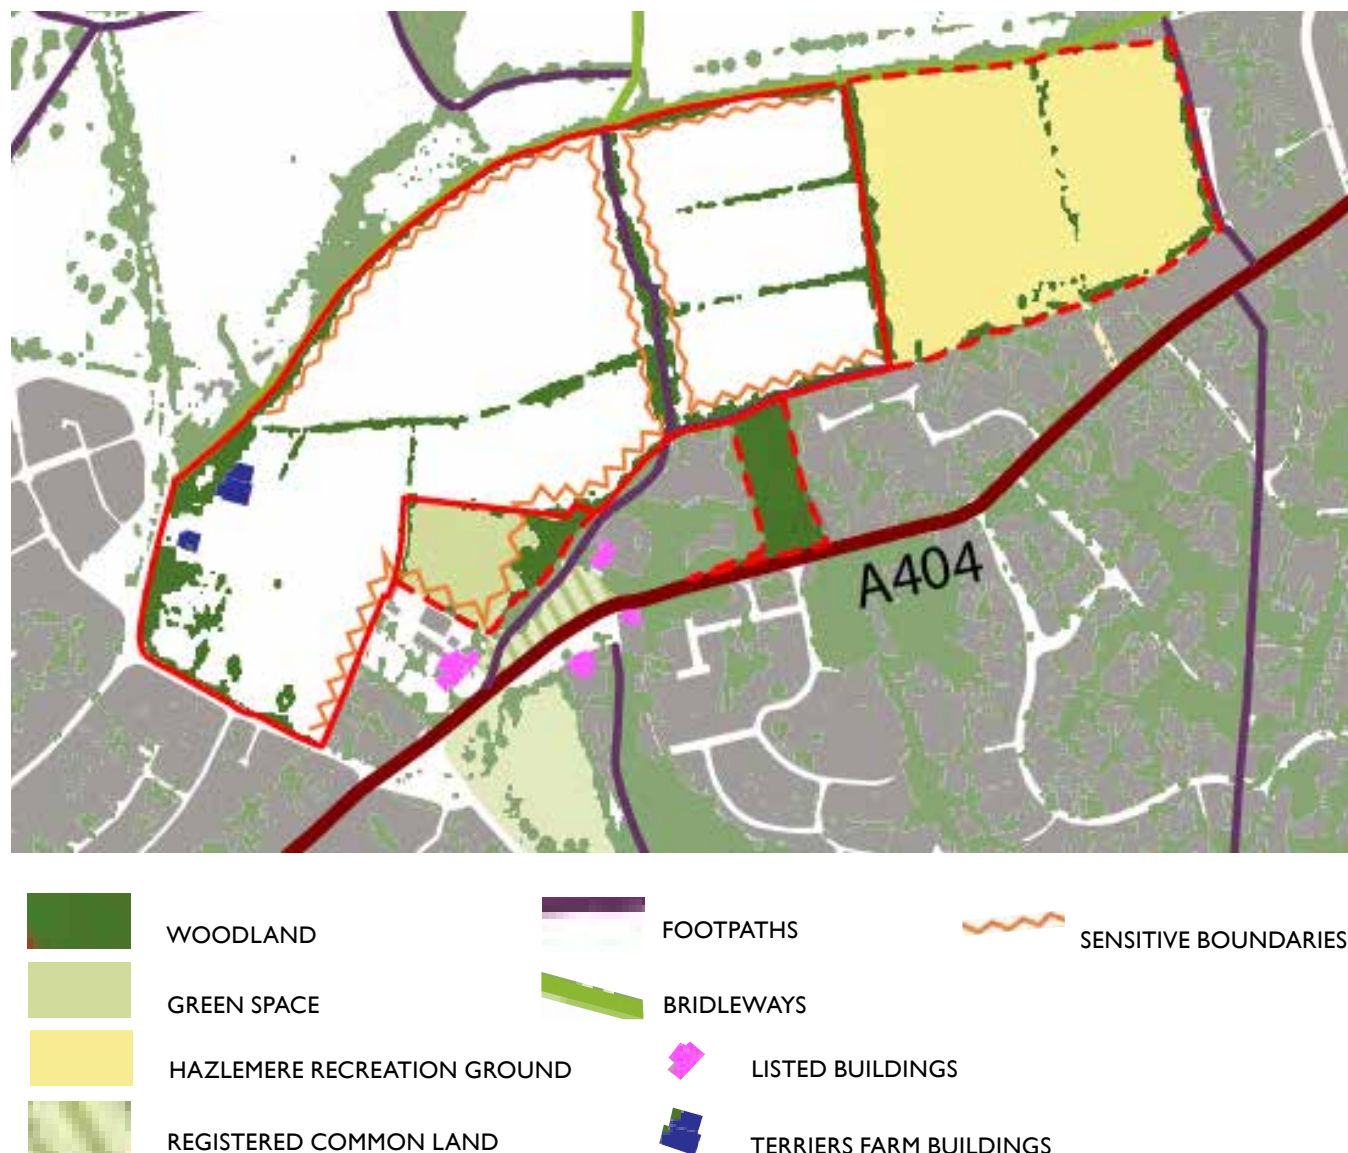 A404
WOODLAND
GREEN SPACE
HAZLEMERE RECREATION GROUND
REGISTERED COMMON LAND
FOOTPATHS
BRIDLEWAYS
LISTED BUILDINGS
TERRIERS FARM BUILDINGS
SENSITIVE BOUNDARIES